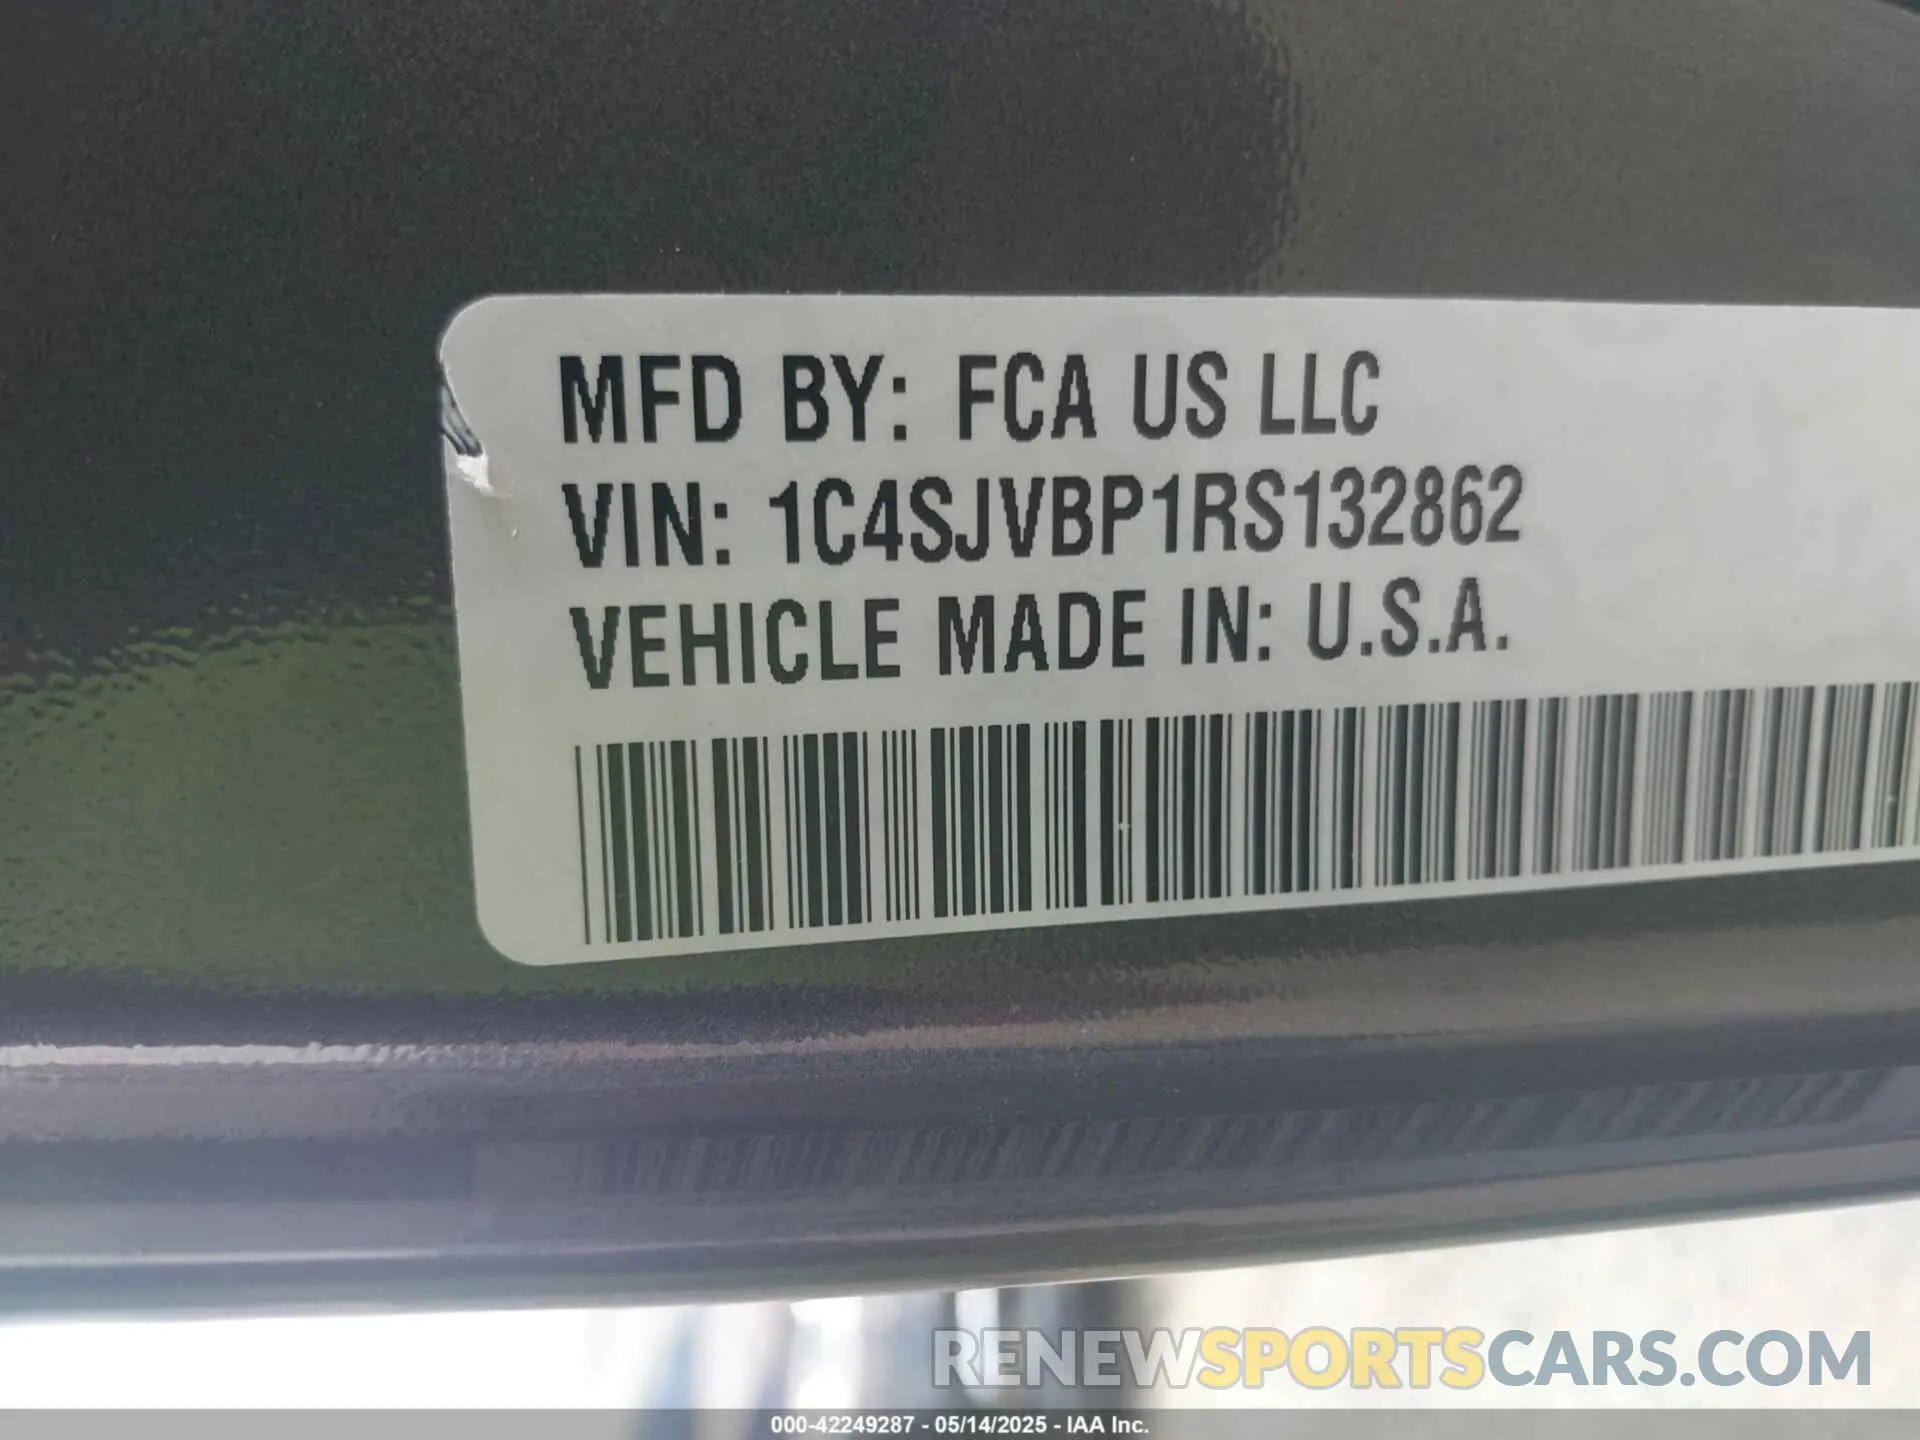 MFD BY: FCA US LLC
VIN: 1C4SJVBP1RS132862
VEHICLE MADE IN: U.S.A.
RENEWSPORTSCARS.COM
000-42249287 - 05/14/2025 - IAA Inc.